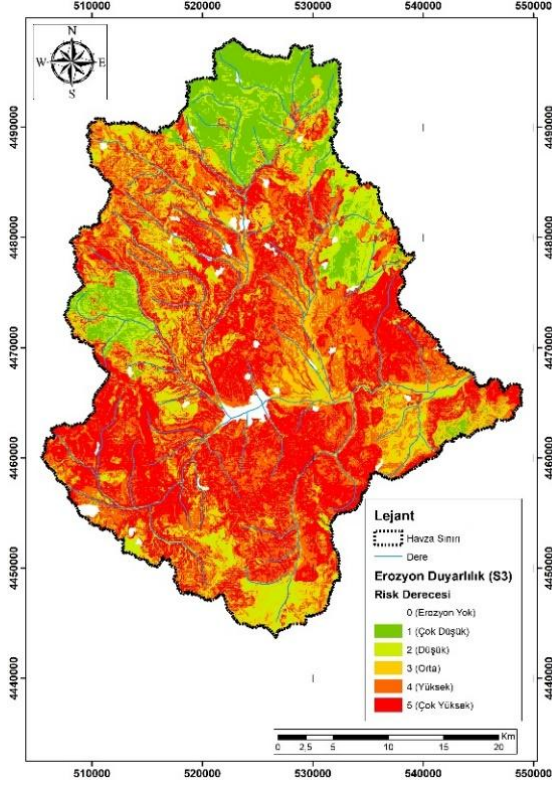 510000 520000 530000 540000 550000
N
W E
S
4490000 4490000
4480000 4480000
4470000 4470000
4460000 4460000
4450000 4450000
4440000 4440000
Lejant
Havza Sınırı
Dere
Erozyon Duyarlılık (S3)
Risk Derecesi
0 (Erozyon Yok)
1 (Çok Düşük)
2 (Düşük)
3 (Orta)
4 (Yüksek)
5 (Çok Yüksek)
Km
0 2,5 5 10 15 20
510000 520000 530000 540000 550000